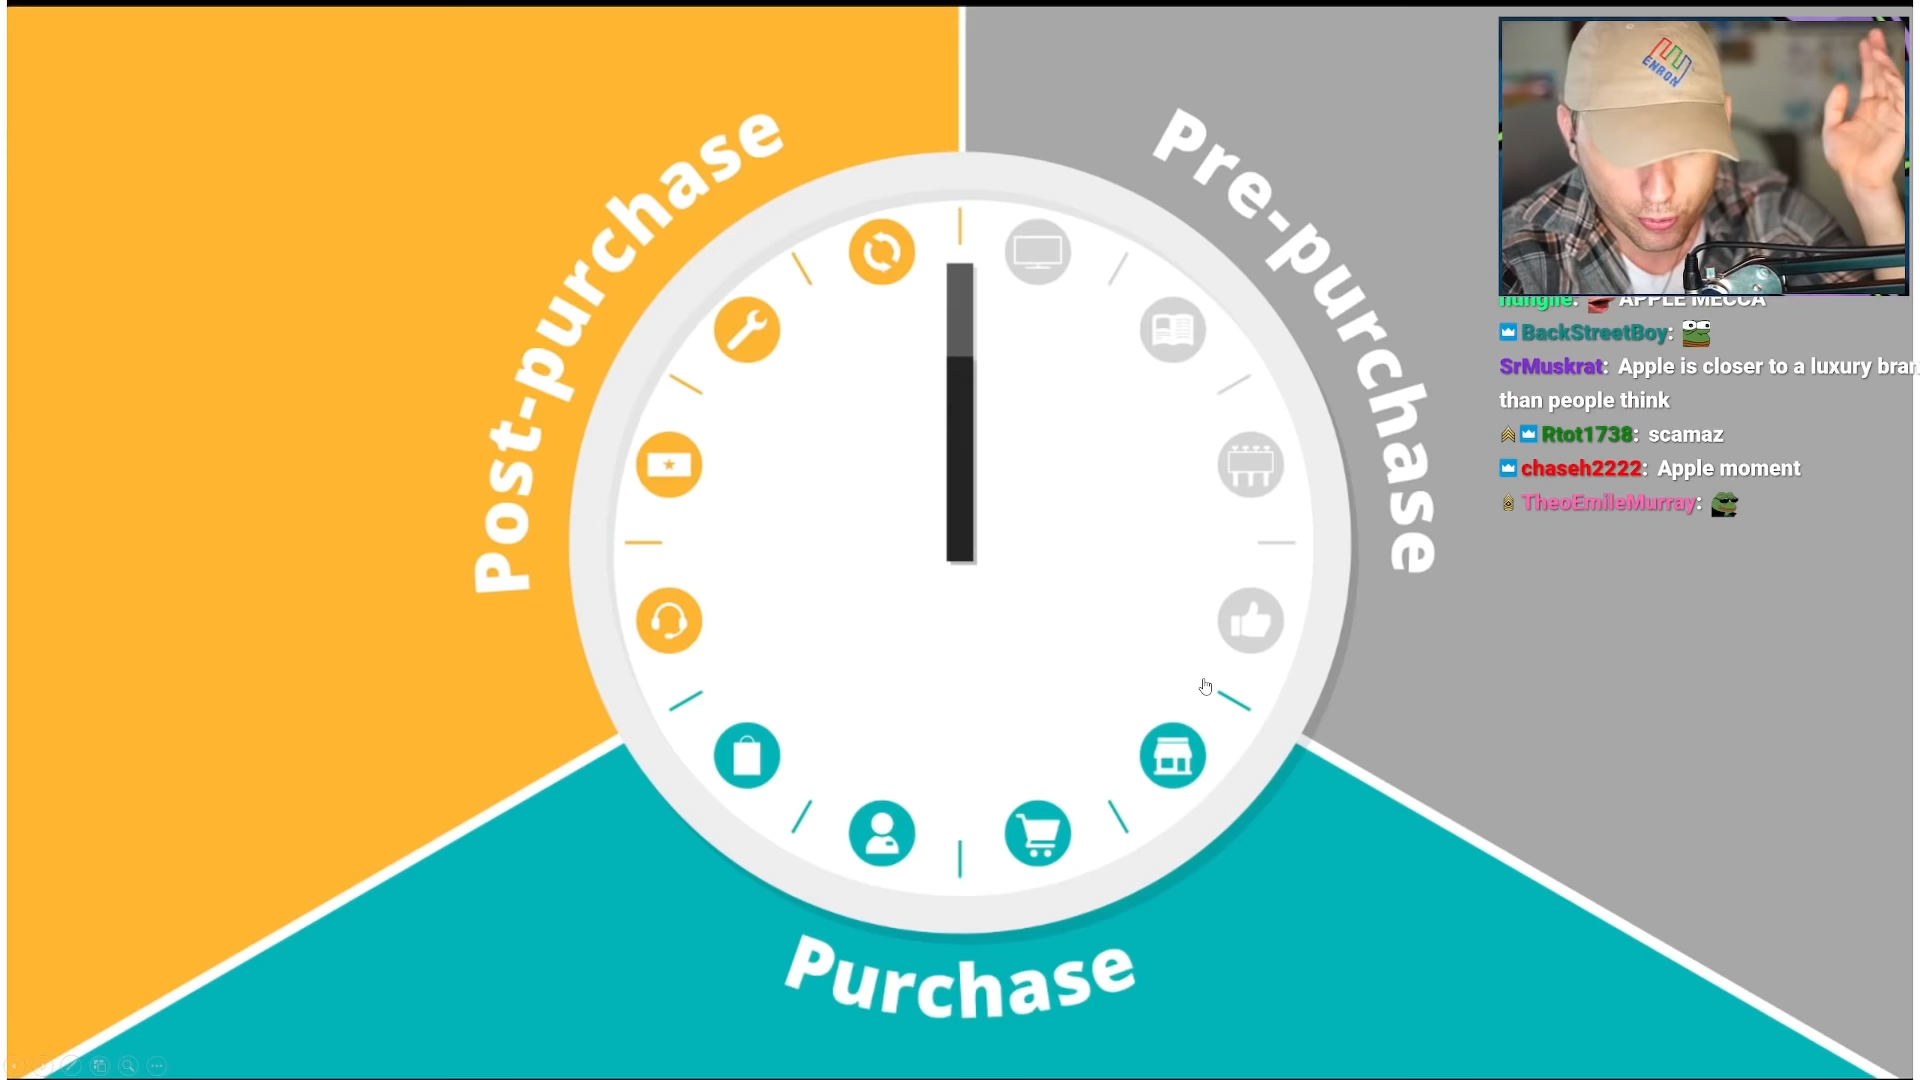 Post-purchase
Pre-purchase
Purchase
ENRON
hunglie: APPLE MECCA
BackStreetBoy:
SrMuskrat: Apple is closer to a luxury bran
than people think
Rtot1738: scamaz
chaseh2222: Apple moment
TheoEmileMurray: